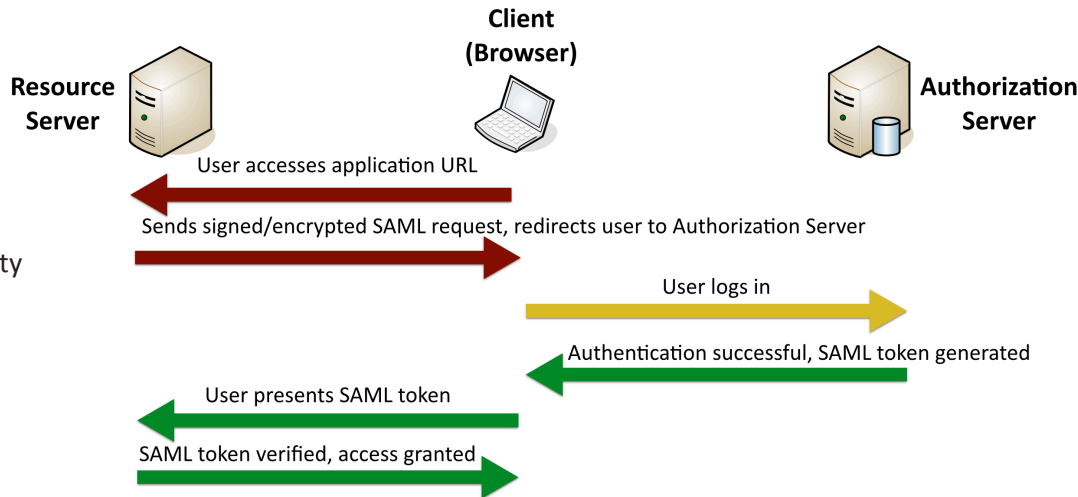 Client
(Browser)
Resource
Server
Authorization
Server
User accesses application URL
Sends signed/encrypted SAML request, redirects user to Authorization Server
ty
User logs in
Authentication successful, SAML token generated
User presents SAML token
SAML token verified, access granted